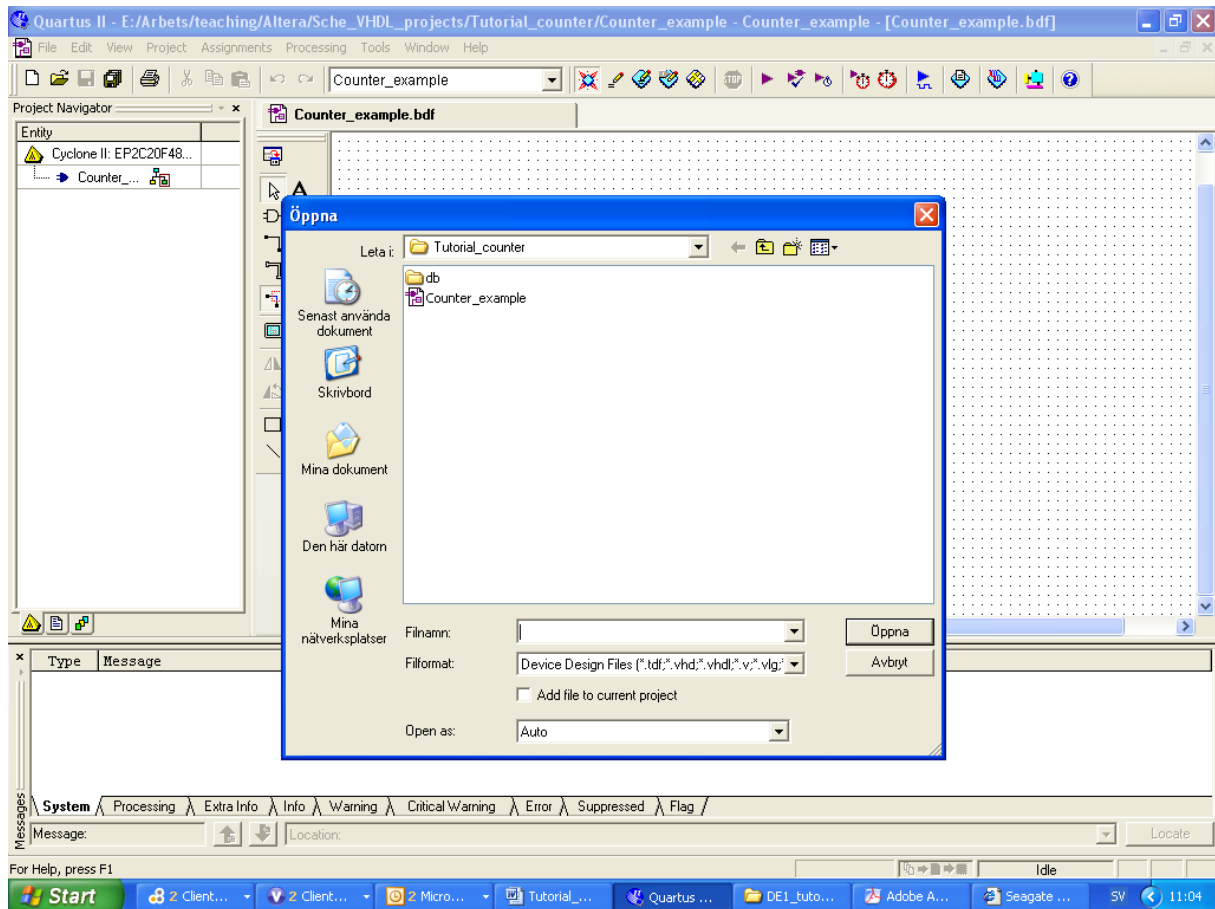 Quartus II - E:/Arbets/teaching/Altera/Sche_VHDL_projects/Tutorial_counter/Counter_example - Counter_example - [Counter_example.bdf]
File Edit View Project Assignments Processing Tools Window Help
Counter_example
Project Navigator
Counter_example.bdf
Entity
Cyclone II: EP2C20F48...
Counter_...
A
Öppna
Leta i:
Tutorial_counter
db
Counter_example
Senast använda
dokument
Skrivbord
Mina dokument
Den här datorn
Mina
nätverksplatser
Filnamn:
Öppna
Filformat:
Device Design Files (*.tdf;*.vhd;*.vhdl;*.v;*.vlg;*
Avbryt
Add file to current project
Open as:
Auto
Type Message
System Processing Extra Info Info Warning Critical Warning Error Suppressed Flag
Messages
Message:
Location:
Locate
For Help, press F1
Idle
Start
2 Client...
2 Client...
2 Micro...
Tutorial_...
Quartus ...
DE1_tuto...
Adobe A...
Seagate ...
SV
11:04